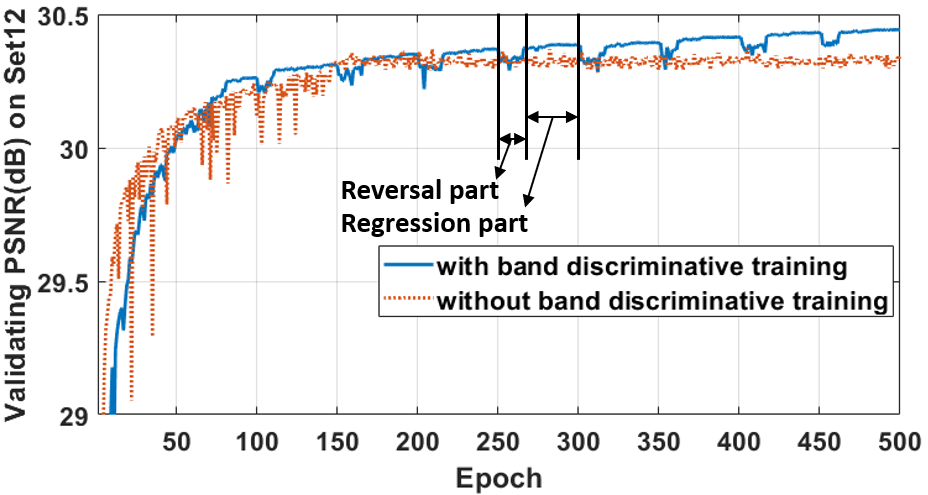 Validating PSNR(dB) on Set12
30.5
30
29.5
29
Reversal part
Regression part
with band discriminative training
without band discriminative training
50 100 150 200 250 300 350 400 450 500
Epoch